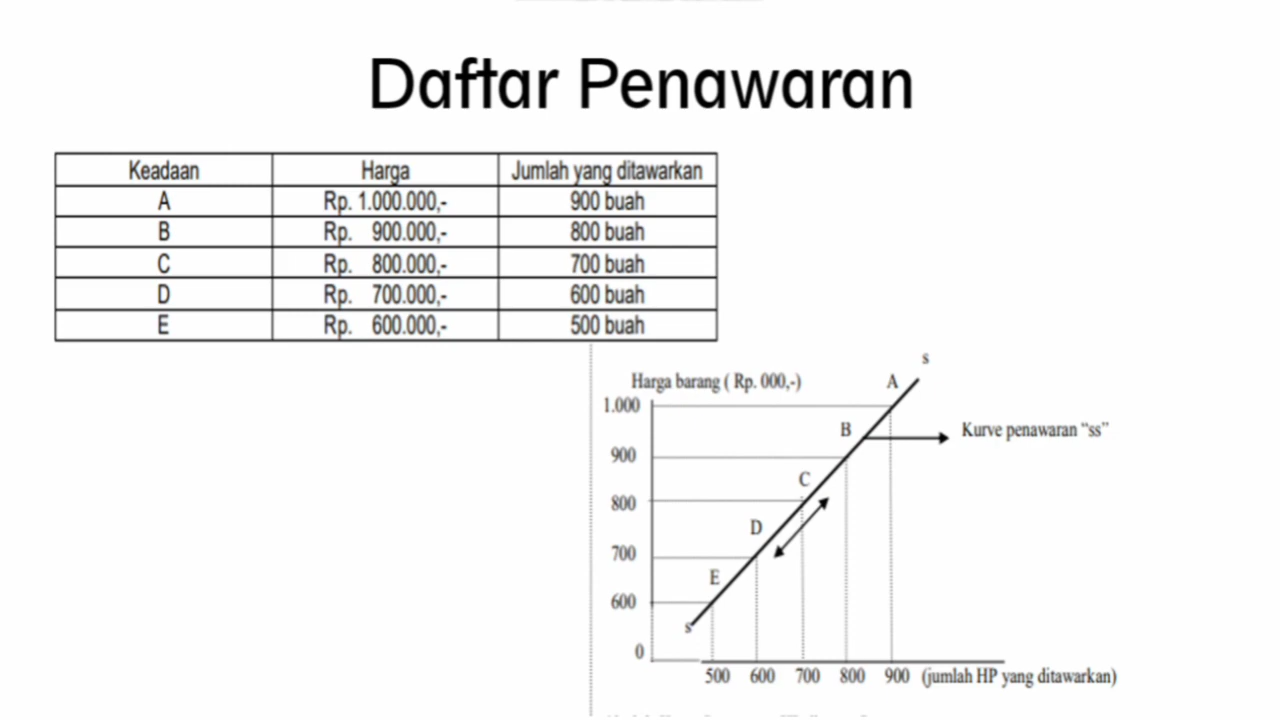 Daftar Penawaran
Keadaan Harga Jumlah yang ditawarkan
A Rp. 1.000.000,- 900 buah
B Rp. 900.000,- 800 buah
C Rp. 800.000,- 700 buah
D Rp. 700.000,- 600 buah
E Rp. 600.000,- 500 buah
s
Harga barang ( Rp. 000,-) A
1.000
B Kurve penawaran “ss”
900
C
800
D
700
E
600
s
0
500 600 700 800 900 (jumlah HP yang ditawarkan)